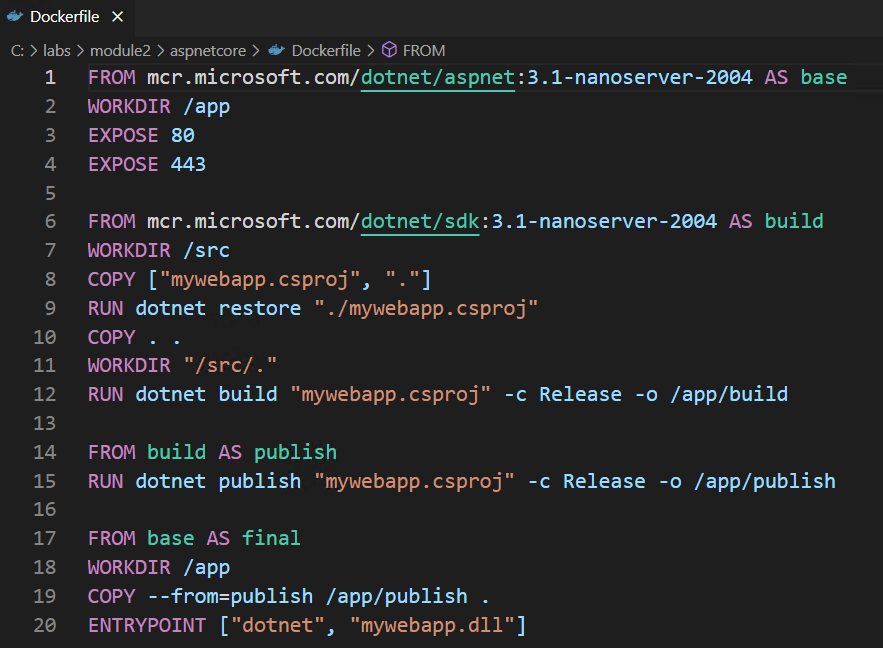 Dockerfile ×
C: > labs > module2 > aspnetcore > Dockerfile > FROM
1 FROM mcr.microsoft.com/dotnet/aspnet:3.1-nanoserver-2004 AS base
2 WORKDIR /app
3 EXPOSE 80
4 EXPOSE 443
5
6 FROM mcr.microsoft.com/dotnet/sdk:3.1-nanoserver-2004 AS build
7 WORKDIR /src
8 COPY ["mywebapp.csproj", "."]
9 RUN dotnet restore "./mywebapp.csproj"
10 COPY . .
11 WORKDIR "/src/."
12 RUN dotnet build "mywebapp.csproj" -c Release -o /app/build
13
14 FROM build AS publish
15 RUN dotnet publish "mywebapp.csproj" -c Release -o /app/publish
16
17 FROM base AS final
18 WORKDIR /app
19 COPY --from=publish /app/publish .
20 ENTRYPOINT ["dotnet", "mywebapp.dll"]